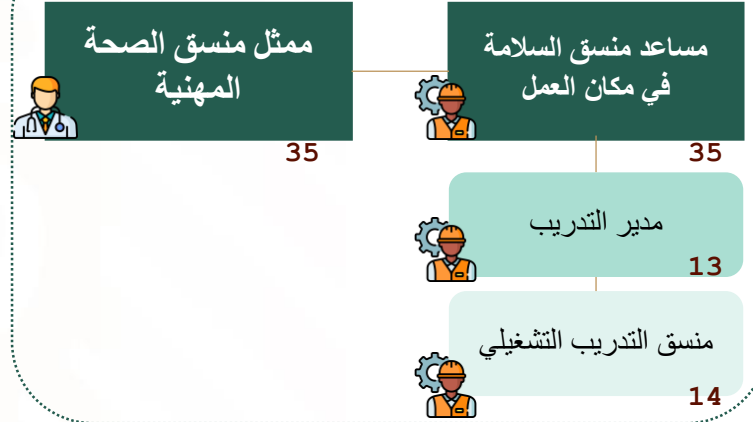 مساعد منسق السلامة
في مكان العمل
35
ممثل منسق الصحة
المهنية
35
مدير التدريب
13
منسق التدريب التشغيلي
14